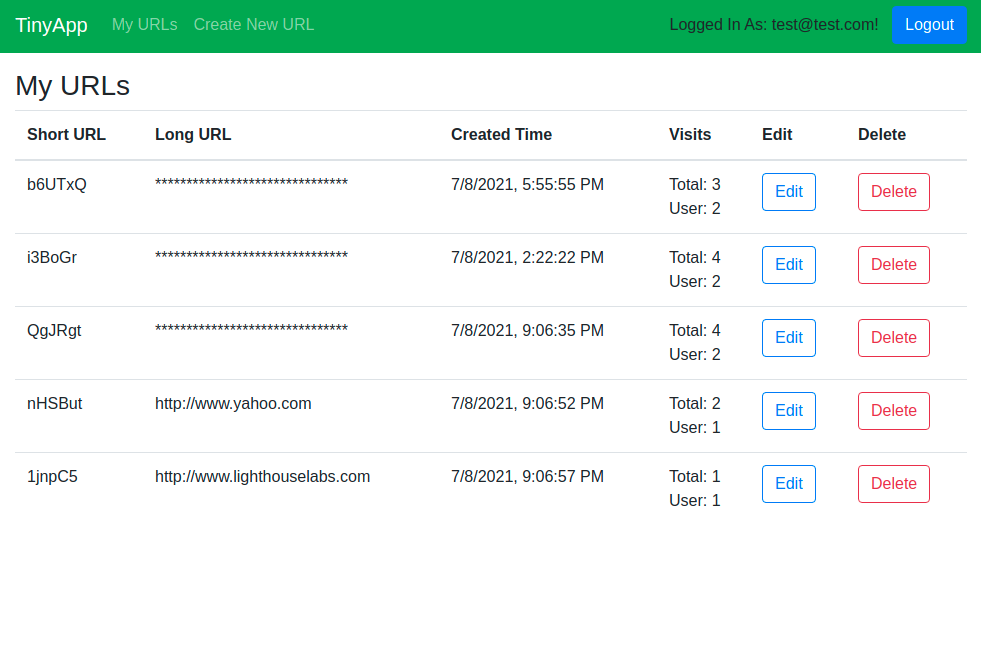 TinyApp My URLs Create New URL Logged In As: test@test.com! Logout
My URLs
Short URL Long URL Created Time Visits Edit Delete
b6UTxQ ******************************* 7/8/2021, 5:55:55 PM Total: 3 Edit Delete
User: 2
i3BoGr ******************************* 7/8/2021, 2:22:22 PM Total: 4 Edit Delete
User: 2
QgJRgt ******************************* 7/8/2021, 9:06:35 PM Total: 4 Edit Delete
User: 2
nHSBut http://www.yahoo.com 7/8/2021, 9:06:52 PM Total: 2 Edit Delete
User: 1
1jnpC5 http://www.lighthouselabs.com 7/8/2021, 9:06:57 PM Total: 1 Edit Delete
User: 1